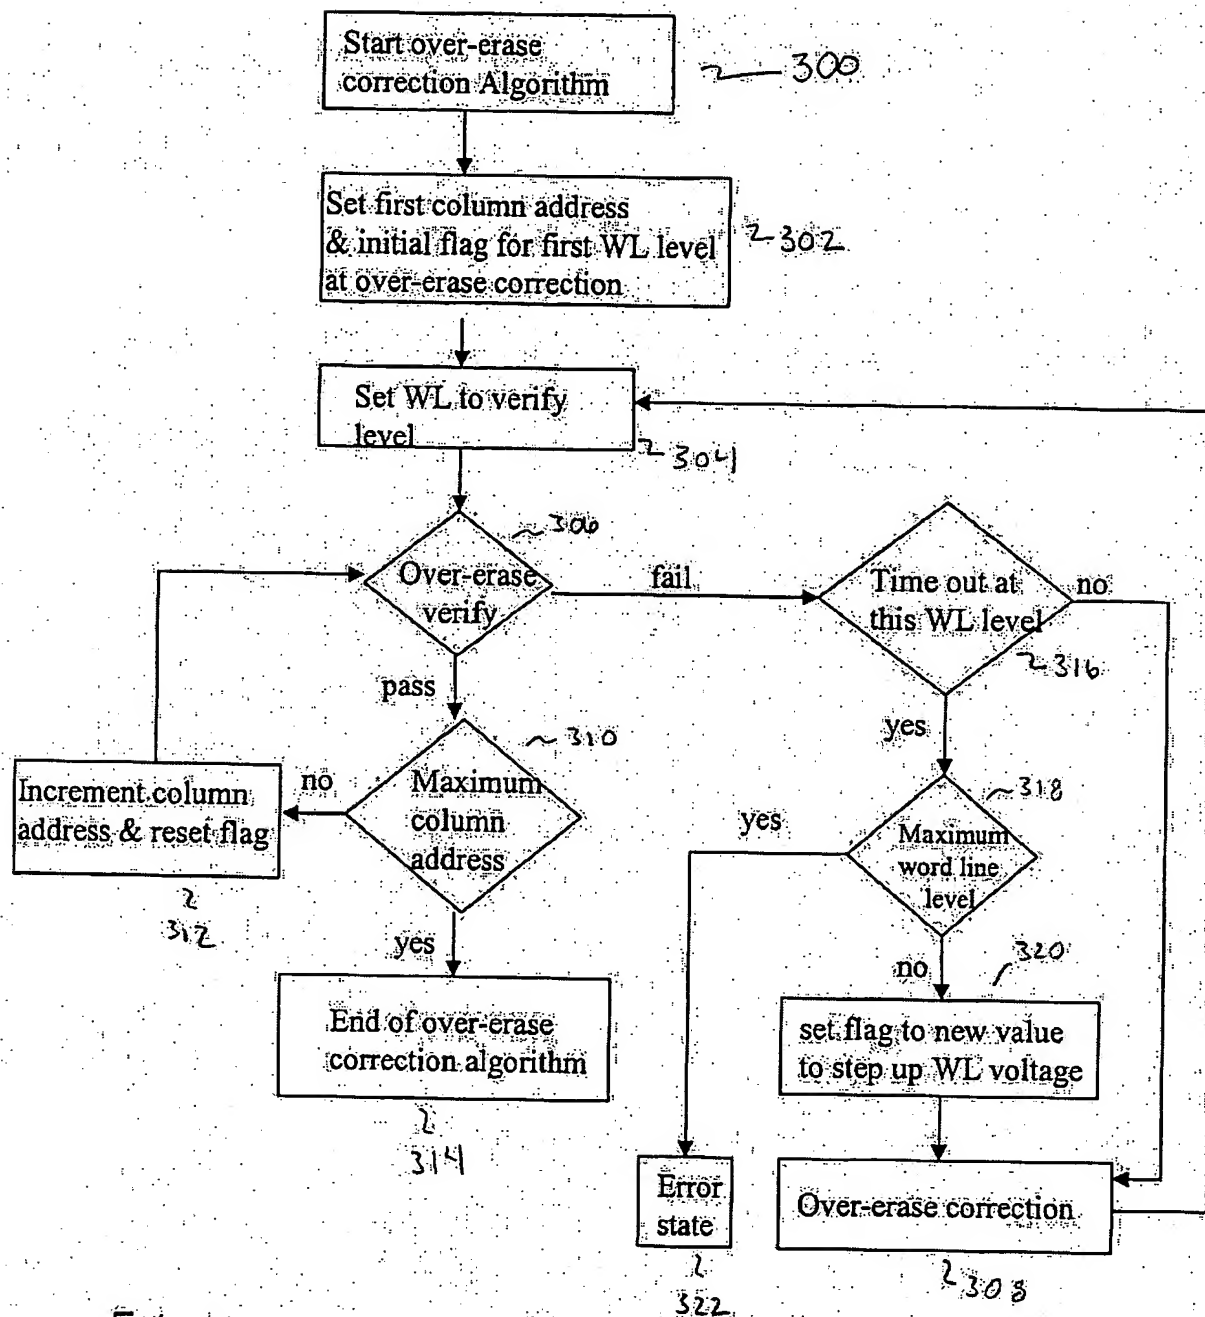 Start over-erase
correction Algorithm
300
Set first column address
& initial flag for first WL level
at over-erase correction
302
Set WL to verify
level
304
306
Over-erase
verify
fail
Time out at
this WL level
no
316
pass
yes
310
Maximum
column
address
no
Increment column
address & reset flag
312
318
Maximum
word line
level
yes
yes
no
320
End of over-erase
correction algorithm
314
set flag to new value
to step up WL voltage
Error
state
322
Over-erase correction
308